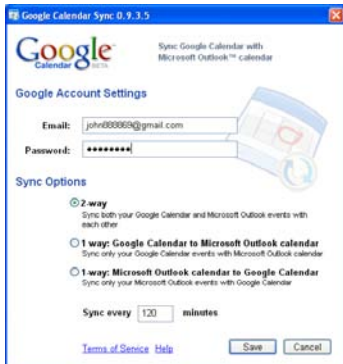 Google Calendar Sync 0.9.3.5
Google
Calendar BETA
Sync Google Calendar with
Microsoft Outlook™ calendar
Google Account Settings
Email: john888869@gmail.com
Password: ••••••••
Sync Options
2-way
Sync both your Google Calendar and Microsoft Outlook events with
each other
1 way: Google Calendar to Microsoft Outlook calendar
Sync only your Google Calendar events with Microsoft Outlook calendar
1-way: Microsoft Outlook calendar to Google Calendar
Sync only your Microsoft Outlook events with Google Calendar
Sync every 120 minutes
Terms of Service Help Save Cancel